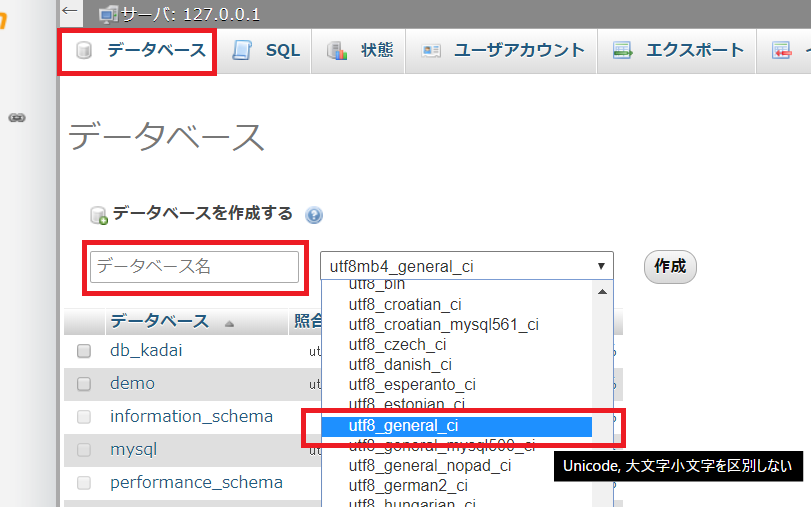 サーバ: 127.0.0.1
データベース SQL 状態 ユーザアカウント エクスポート
データベース
データベースを作成する
データベース名 utf8mb4_general_ci 作成
utf8_bin
utf8_croatian_ci
utf8_croatian_mysql561_ci
utf8_czech_ci
utf8_danish_ci
utf8_esperanto_ci
utf8_estonian_ci
utf8_general_ci
utf8_general_mysql500_ci
utf8_general_nopad_ci
utf8_german2_ci
utf8_hungarian_ci
Unicode, 大文字小文字を区別しない
データベース 照合
db_kadai ut
demo ut
information_schema
mysql
performance_schema